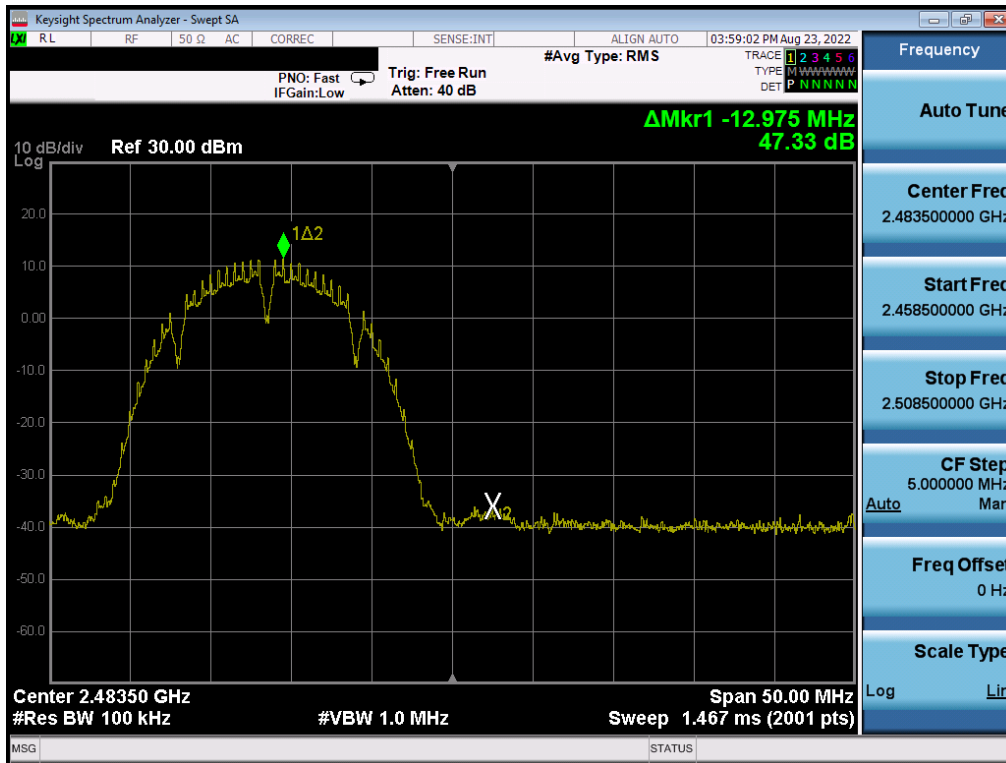 Keysight Spectrum Analyzer - Swept SA
LXI RL RF 50 Ω AC CORREC SENSE:INT ALIGN AUTO 03:59:02 PM Aug 23, 2022
#Avg Type: RMS TRACE 1 2 3 4 5 6
PNO: Fast Trig: Free Run TYPE M WWWWW
IFGain:Low Atten: 40 dB DET P N N N N N
ΔMkr1 -12.975 MHz
47.33 dB
10 dB/div Ref 30.00 dBm
Log
20.0
1Δ2
10.0
0.00
-10.0
-20.0
-30.0
X2
-40.0
-50.0
-60.0
Center 2.48350 GHz Span 50.00 MHz
#Res BW 100 kHz #VBW 1.0 MHz Sweep 1.467 ms (2001 pts)
MSG STATUS
Frequency
Auto Tune
Center Freq
2.483500000 GHz
Start Freq
2.458500000 GHz
Stop Freq
2.508500000 GHz
CF Step
5.000000 MHz
Auto Man
Freq Offset
0 Hz
Scale Type
Log Lin